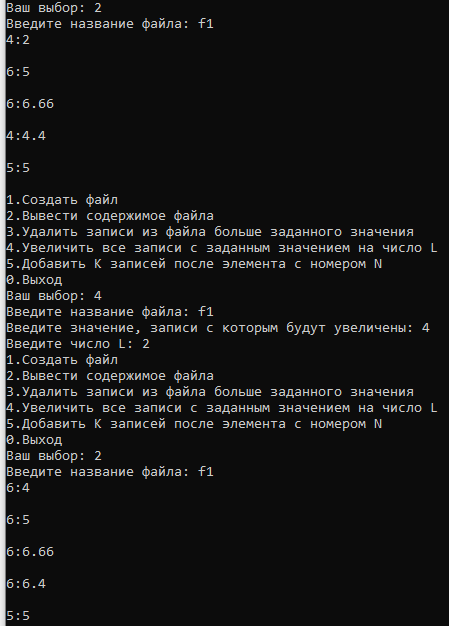 Ваш выбор: 2
Введите название файла: f1
4:2
6:5
6:6.66
4:4.4
5:5
1.Создать файл
2.Вывести содержимое файла
3.Удалить записи из файла больше заданного значения
4.Увеличить все записи с заданным значением на число L
5.Добавить К записей после элемента с номером N
0.Выход
Ваш выбор: 4
Введите название файла: f1
Введите значение, записи с которым будут увеличены: 4
Введите число L: 2
1.Создать файл
2.Вывести содержимое файла
3.Удалить записи из файла больше заданного значения
4.Увеличить все записи с заданным значением на число L
5.Добавить К записей после элемента с номером N
0.Выход
Ваш выбор: 2
Введите название файла: f1
6:4
6:5
6:6.66
6:6.4
5:5